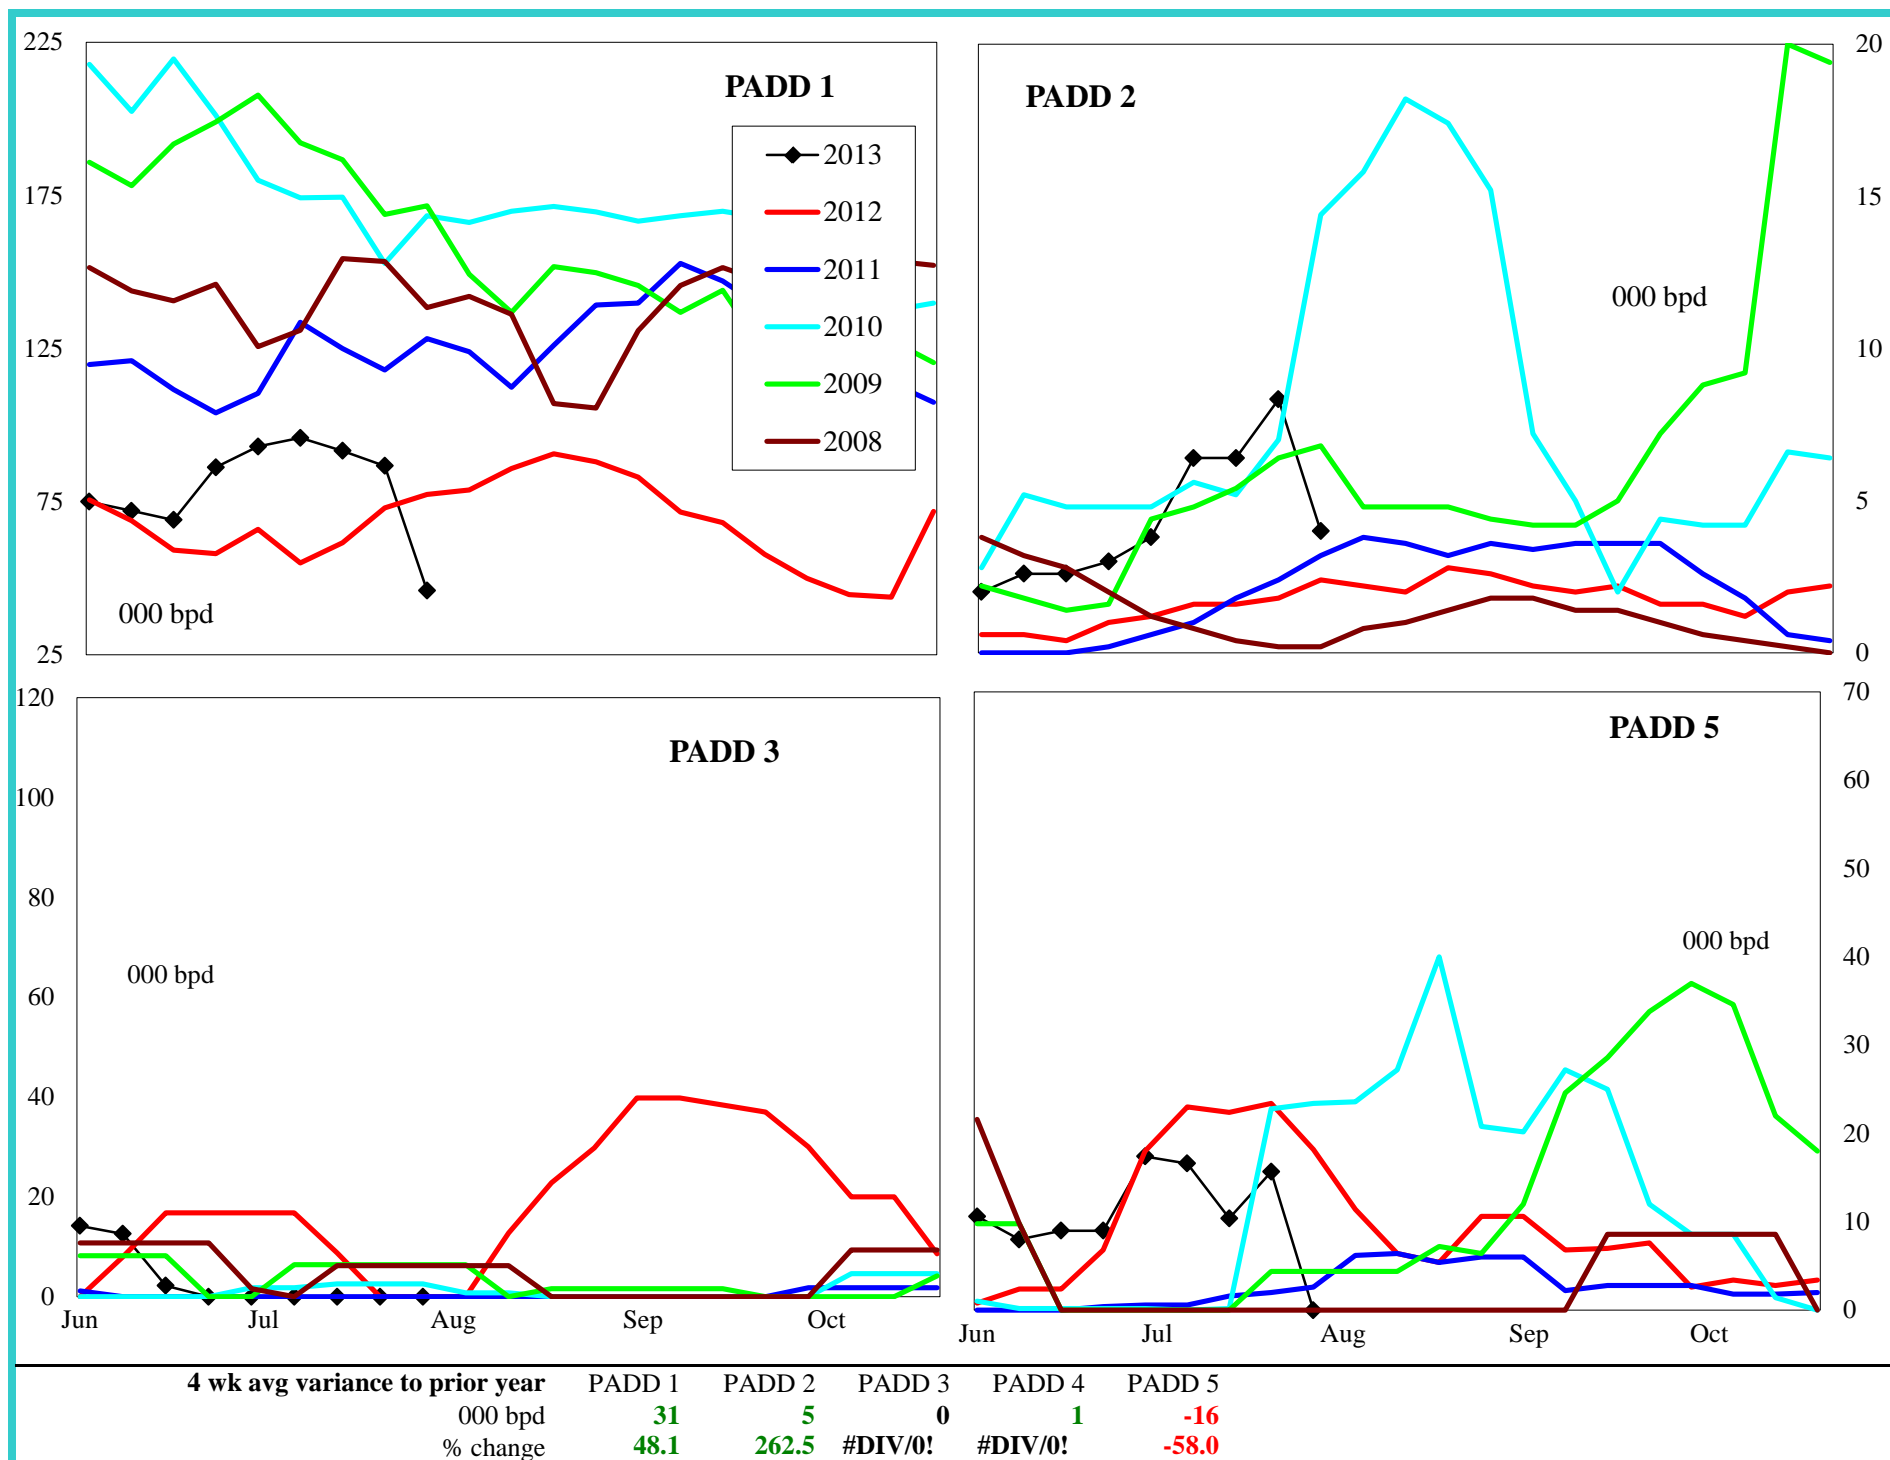 225
175
125
75
25
PADD 1
000 bpd
2013
2012
2011
2010
2009
2008
PADD 2
000 bpd
20
15
10
5
0
120
100
80
60
40
20
0
PADD 3
000 bpd
Jun Jul Aug Sep Oct
PADD 5
000 bpd
70
60
50
40
30
20
10
0
Jun Jul Aug Sep Oct
4 wk avg variance to prior year PADD 1 PADD 2 PADD 3 PADD 4 PADD 5
000 bpd 31 5 0 1 -16
% change 48.1 262.5 #DIV/0! #DIV/0! -58.0